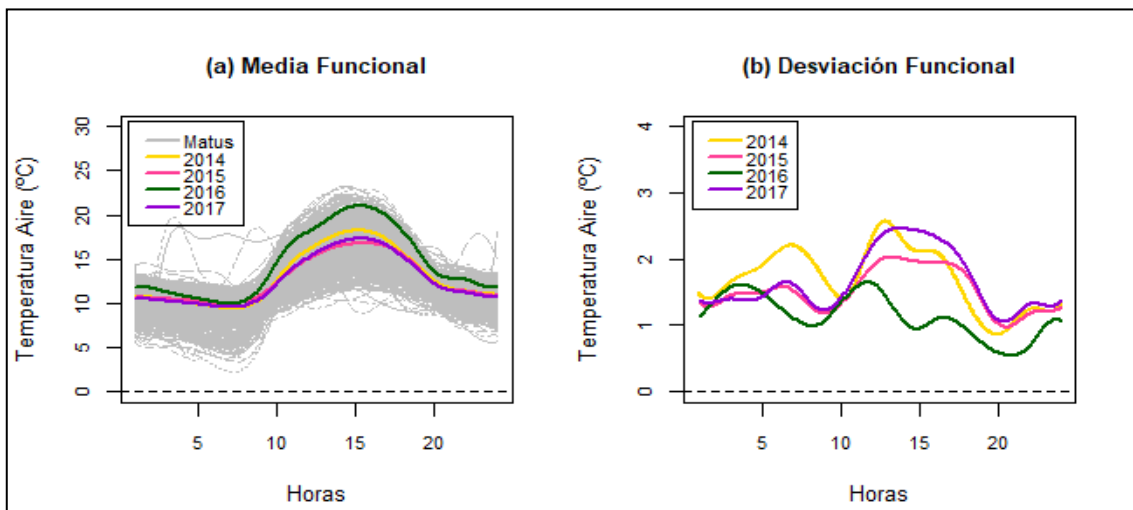 (a) Media Funcional
Temperatura Aire (ºC)
30
25
20
15
10
5
0
Matus
2014
2015
2016
2017
5 10 15 20
Horas
(b) Desviación Funcional
Temperatura Aire (ºC)
4
3
2
1
0
2014
2015
2016
2017
5 10 15 20
Horas